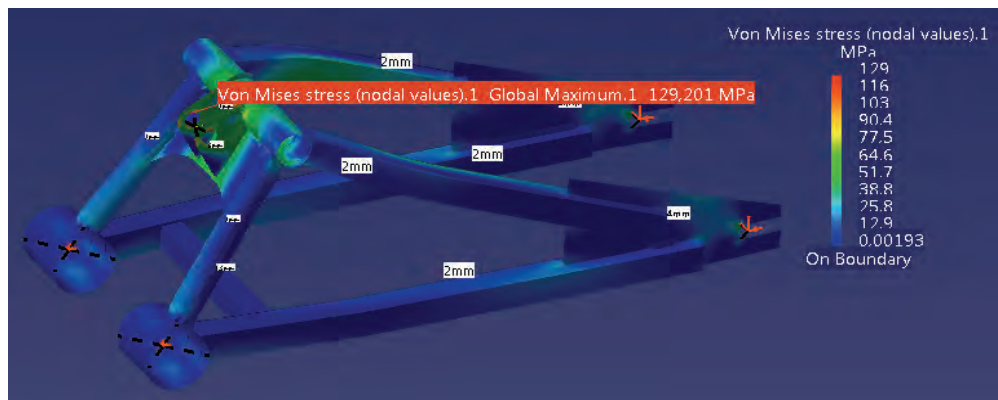 Von Mises stress (nodal values).1
MPa
129
116
103
90.4
77.5
64.6
51.7
38.8
25.8
12.9
0.00193
On Boundary
2mm
Von Mises stress (nodal values).1 Global Maximum.1 129,201 MPa
2mm
2mm
4mm
2mm